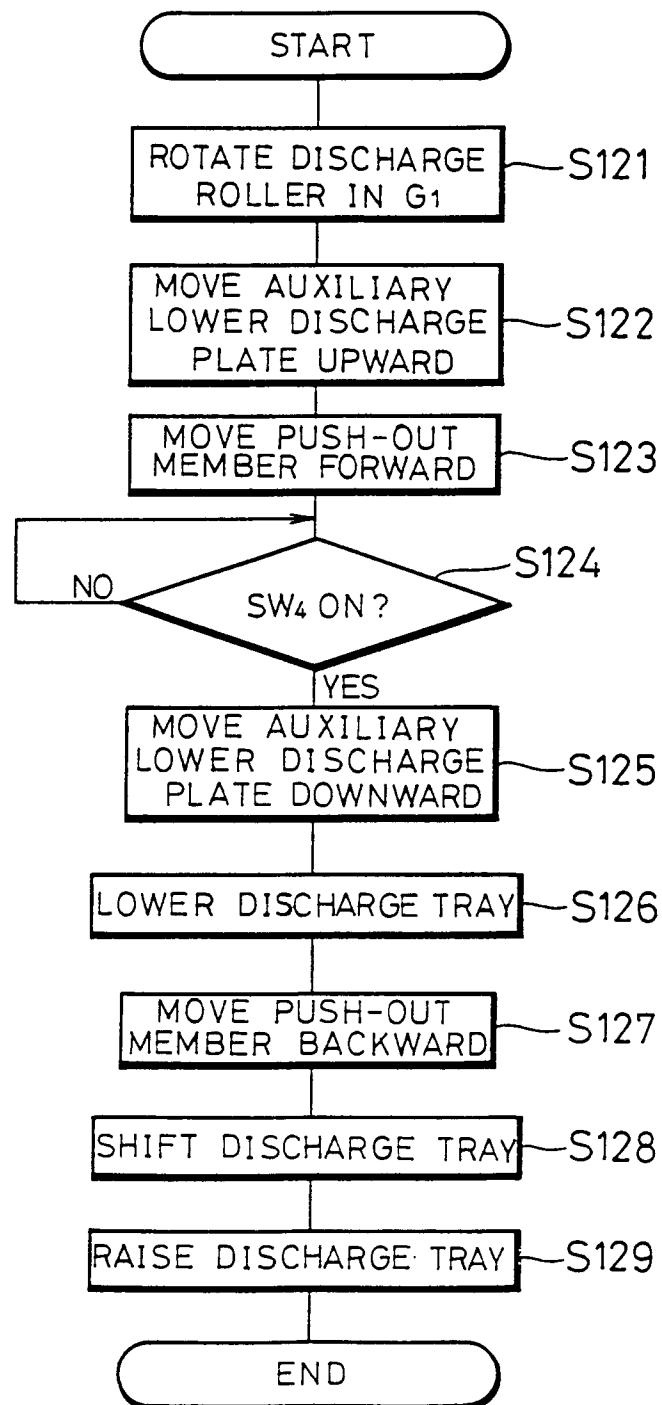 START
ROTATE DISCHARGE
ROLLER IN G1
S121
MOVE AUXILIARY
LOWER DISCHARGE
PLATE UPWARD
S122
MOVE PUSH-OUT
MEMBER FORWARD
S123
S124
NO
SW4 ON?
YES
MOVE AUXILIARY
LOWER DISCHARGE
PLATE DOWNWARD
S125
LOWER DISCHARGE TRAY
S126
MOVE PUSH-OUT
MEMBER BACKWARD
S127
SHIFT DISCHARGE TRAY
S128
RAISE DISCHARGE TRAY
S129
END